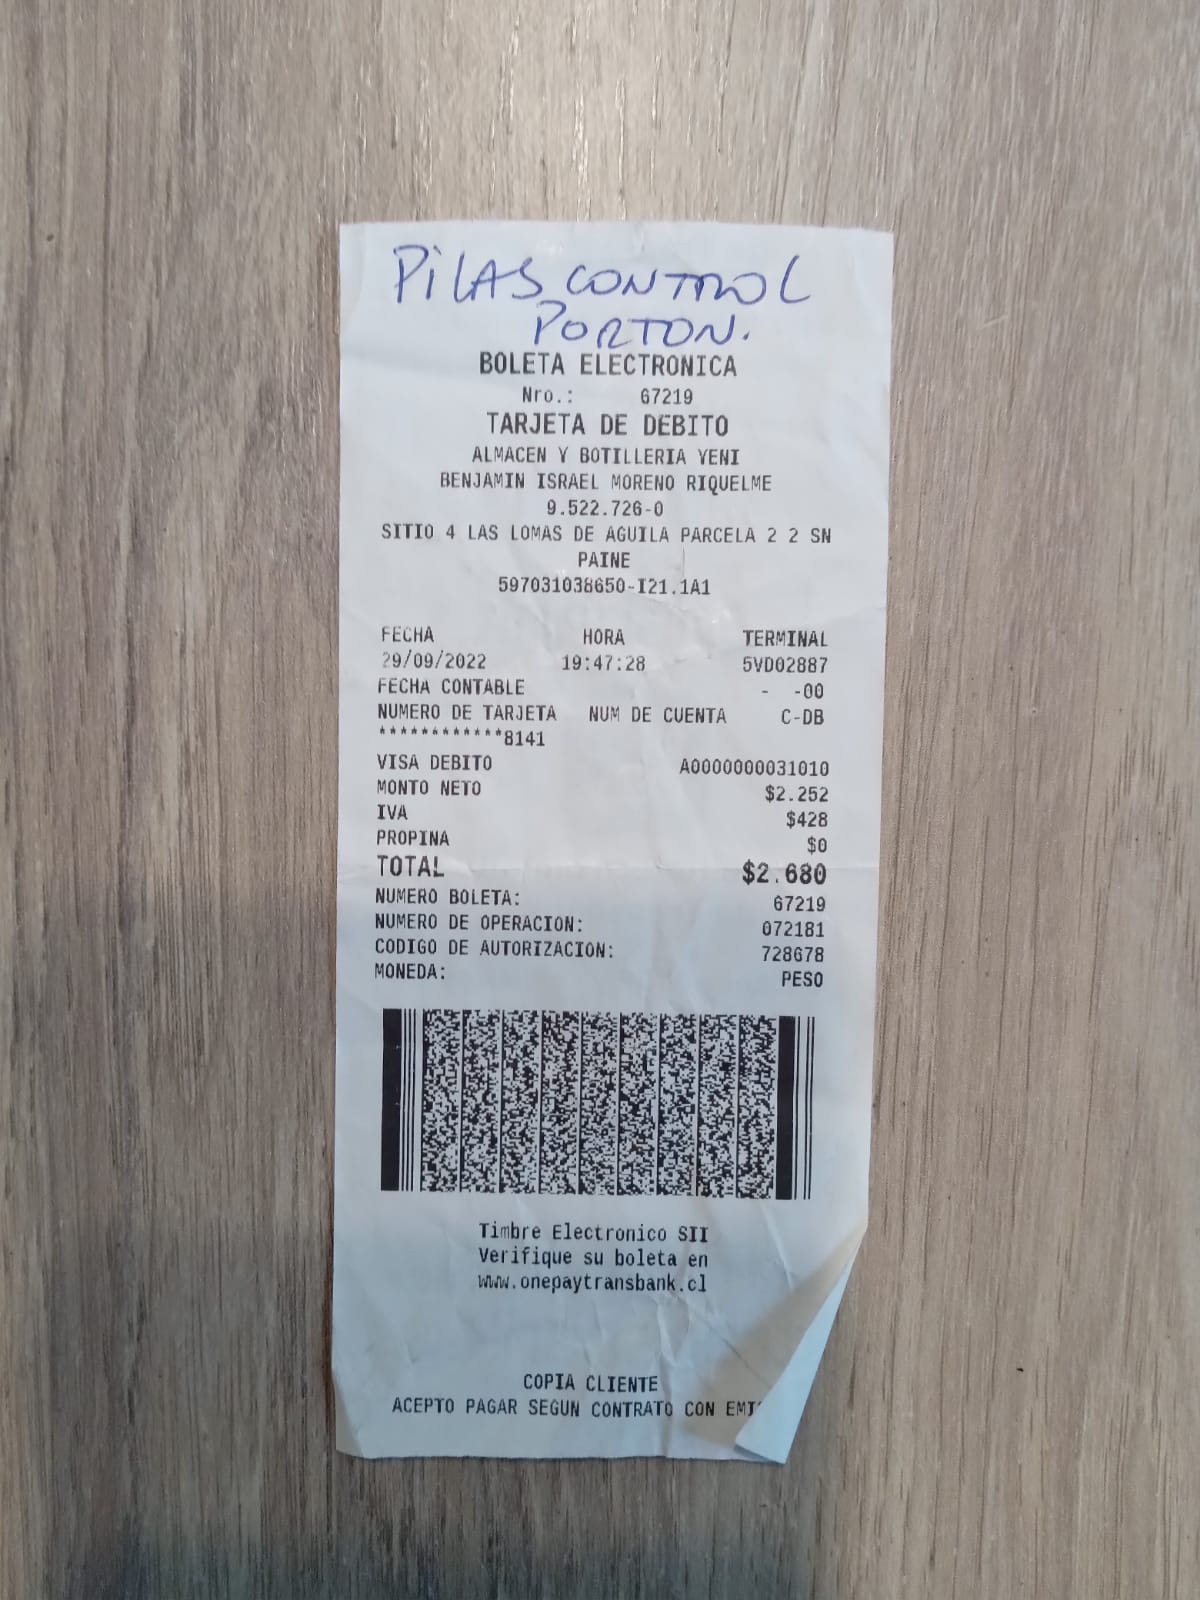 PILAS CONTROL
PORTON.
BOLETA ELECTRONICA
Nro.: 67219
TARJETA DE DEBITO
ALMACEN Y BOTILLERIA YENI
BENJAMIN ISRAEL MORENO RIQUELME
9.522.726-0
SITIO 4 LAS LOMAS DE AGUILA PARCELA 2 2 SN
PAINE
597031038650-I21.1A1
FECHA HORA TERMINAL
29/09/2022 19:47:28 5VD02887
FECHA CONTABLE - -00
NUMERO DE TARJETA NUM DE CUENTA C-DB
************8141
VISA DEBITO A0000000031010
MONTO NETO $2.252
IVA $428
PROPINA $0
TOTAL $2.680
NUMERO BOLETA: 67219
NUMERO DE OPERACION: 072181
CODIGO DE AUTORIZACION: 728678
MONEDA: PESO
Timbre Electronico SII
Verifique su boleta en
www.onepaytransbank.cl
COPIA CLIENTE
ACEPTO PAGAR SEGUN CONTRATO CON